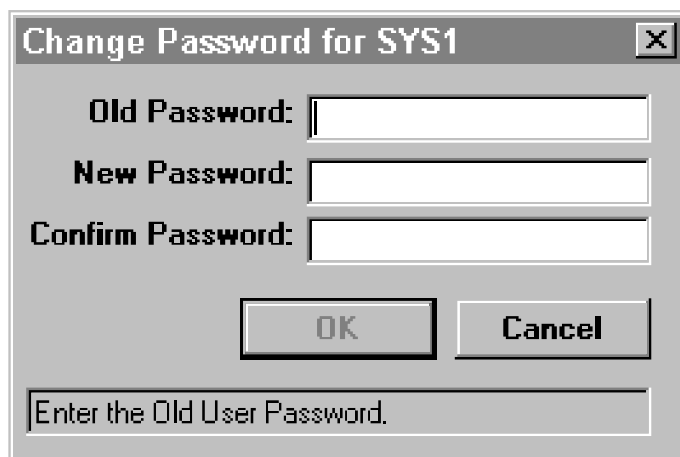 Change Password for SYS1
Old Password:
New Password:
Confirm Password:
OK Cancel
Enter the Old User Password.